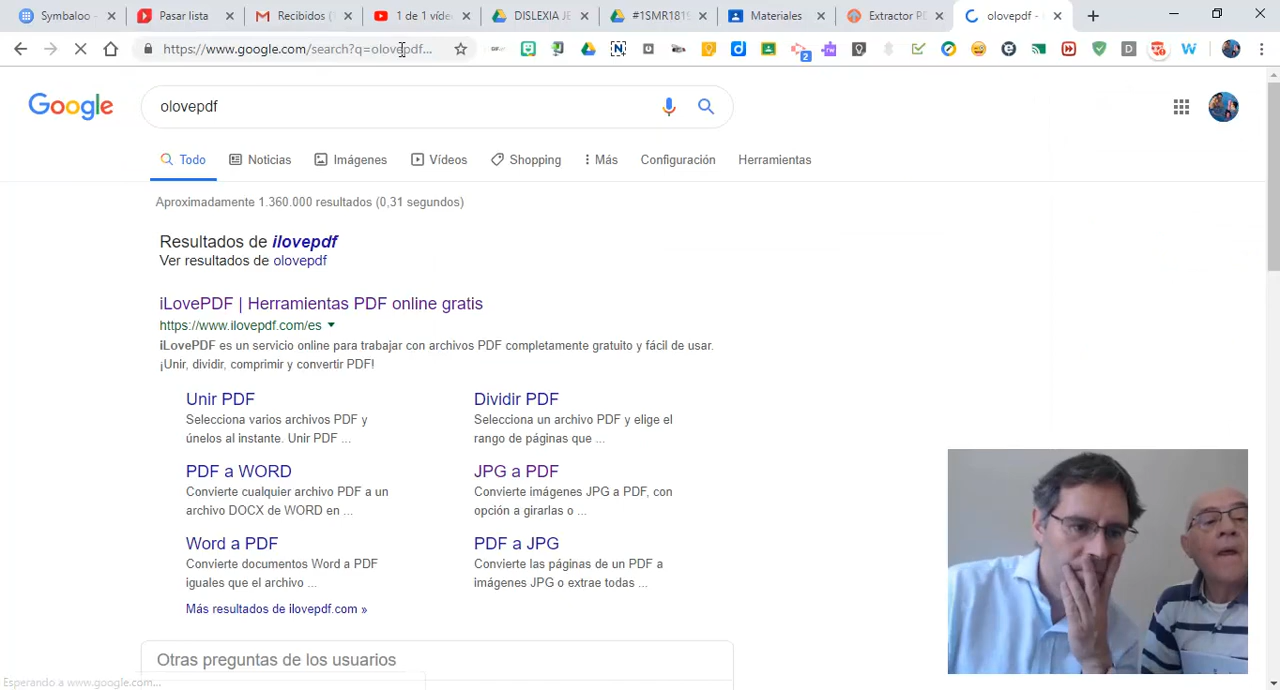 Symbaloo
Pasar lista
Recibidos (
1 de 1 víde
DISLEXIA JE
#1SMR1819
Materiales
Extractor P.D
olovepdf -
https://www.google.com/search?q=olovepdf...
2
Google
olovepdf
Todo
Noticias
Imágenes
Vídeos
Shopping
Más
Configuración
Herramientas
Aproximadamente 1.360.000 resultados (0,31 segundos)
Resultados de ilovepdf
Ver resultados de olovepdf
iLovePDF | Herramientas PDF online gratis
https://www.ilovepdf.com/es
iLovePDF es un servicio online para trabajar con archivos PDF completamente gratuito y fácil de usar.
¡Unir, dividir, comprimir y convertir PDF!
Unir PDF
Selecciona varios archivos PDF y
únelos al instante. Unir PDF ...
Dividir PDF
Selecciona un archivo PDF y elige el
rango de páginas que ...
PDF a WORD
Convierte cualquier archivo PDF a un
archivo DOCX de WORD en ...
JPG a PDF
Convierte imágenes JPG a PDF, con
opción a girarlas o ...
Word a PDF
Convierte documentos Word a PDF
iguales que el archivo ...
PDF a JPG
Convierte las páginas de un PDF a
imágenes JPG o extrae todas ...
Más resultados de ilovepdf.com »
Otras preguntas de los usuarios
Esperando a www.google.com...